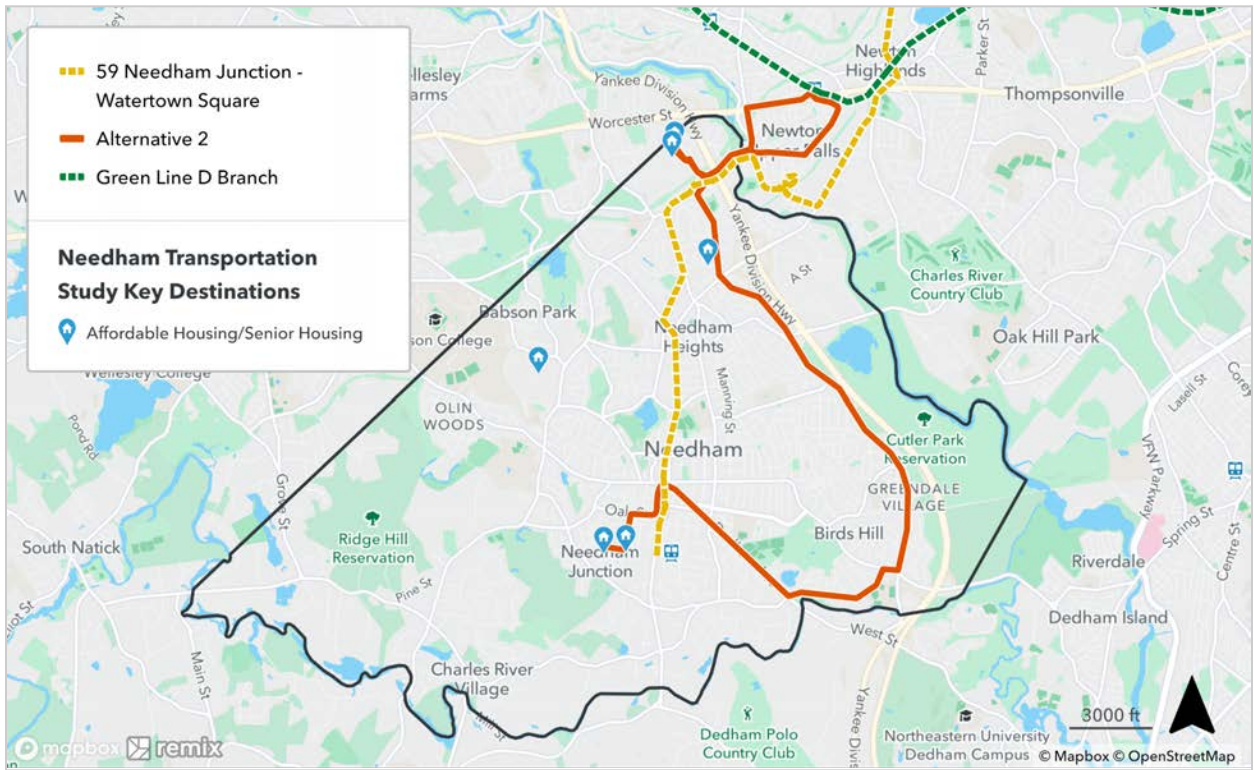 59 Needham Junction -
Watertown Square
Alternative 2
Green Line D Branch
Needham Transportation
Study Key Destinations
Affordable Housing/Senior Housing
Newton
Highlands
Parker St
Thompsonville
Yankee Division Hwy
Worcester St
Newton
Upper Falls
Yankee Division Hwy
A St
Charles River
Country Club
Oak Hill Park
Babson Park
Needham
Heights
Wellesley College
Manning St
Lasell St
Corey
Pond Rd
OLIN
WOODS
Needham
Cutler Park
Reservation
VFW Parkway
GREENDALE
VILLAGE
Grove St
Ridge Hill
Reservation
Birds Hill
Spring St
Centre St
South Natick
Needham
Junction
Riverdale
Pine St
Dedham Island
West St
Main St
Charles River
Village
Mill St
3000 ft
Dedham Polo
Country Club
Northeastern University
Dedham Campus
mapbox remix
© Mapbox © OpenStreetMap